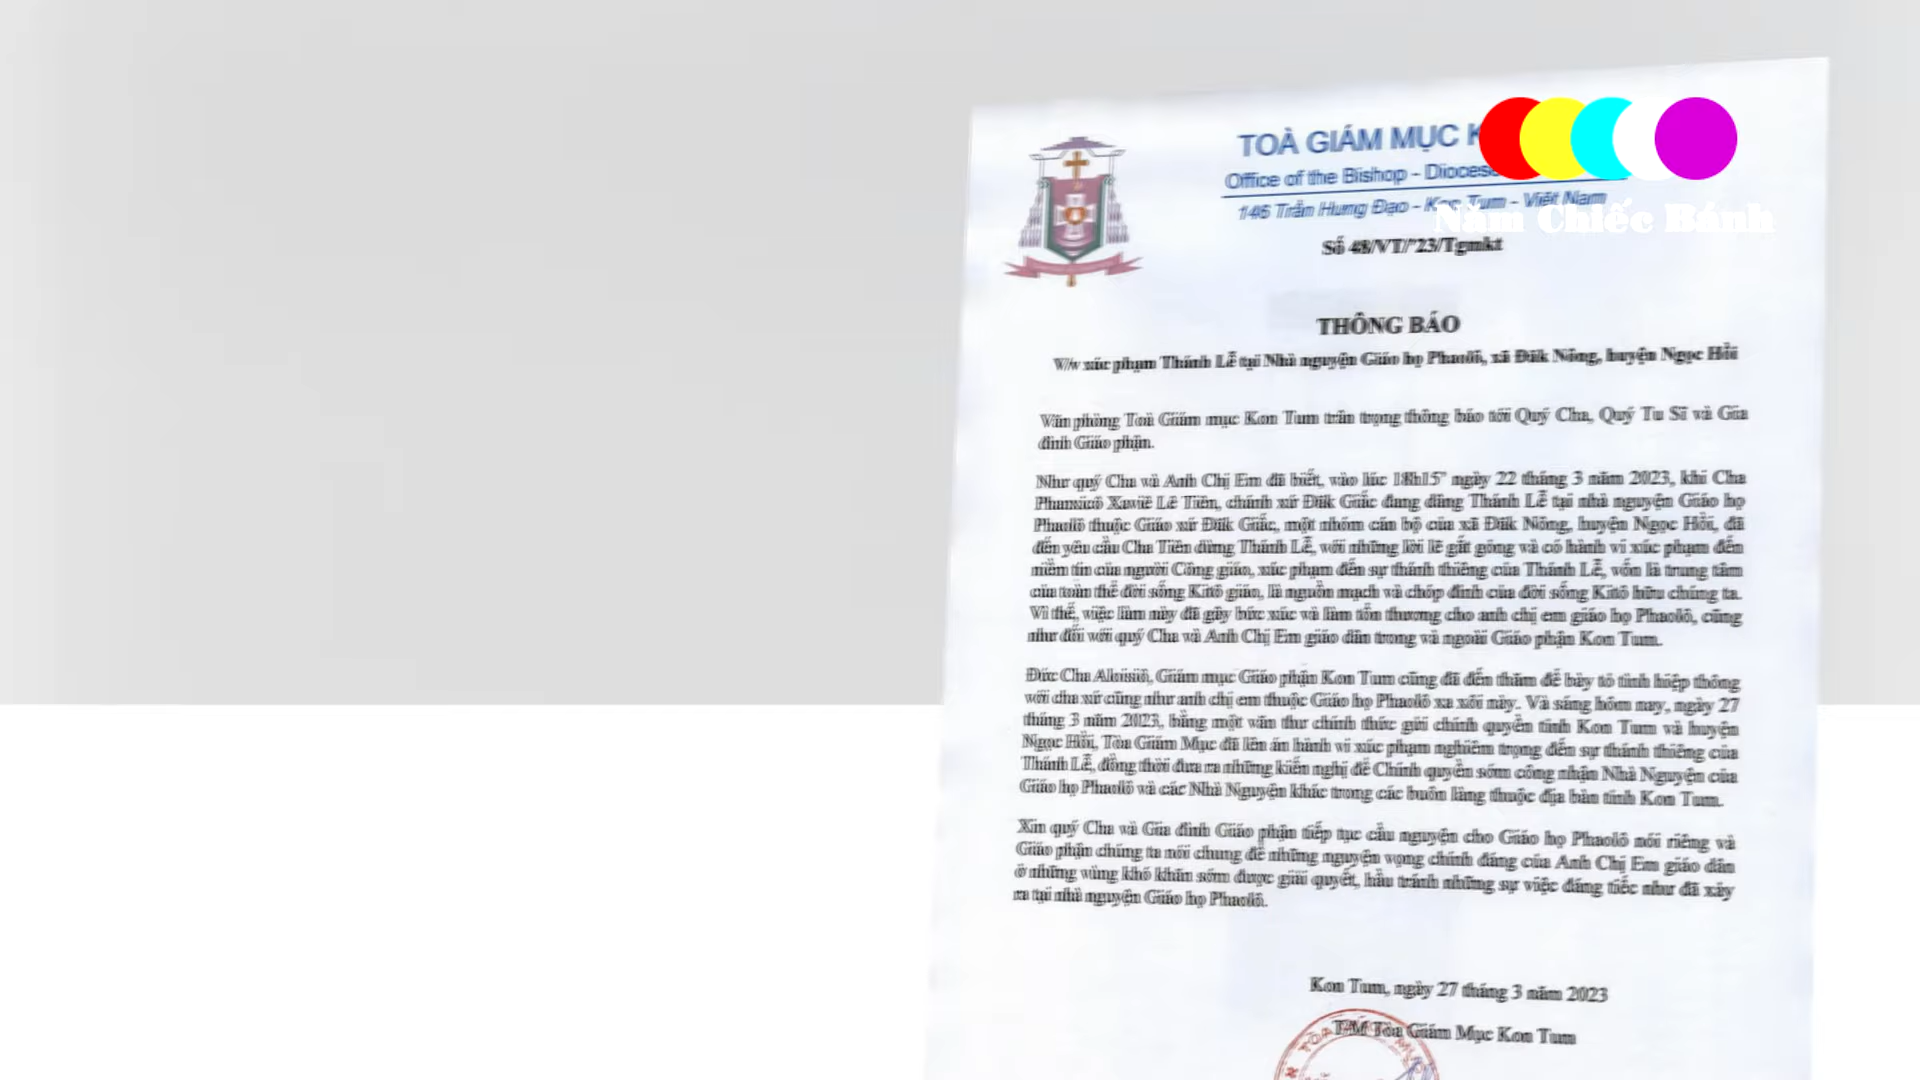 TOÀ GIÁM MỤC K
Office of the Bishop - Diocese
146 Trần Hưng Đạo - Kon Tum - Việt Nam
Năm Chiếc Bánh
Số 48/VT/'23/Tgmkt
THÔNG BÁO
V/v xúc phạm Thánh Lễ tại Nhà nguyện Giáo họ Phaolô, xã Đăk Nông, huyện Ngọc Hồi
Văn phòng Toà Giám mục Kon Tum trân trọng thông báo tới Quý Cha, Quý Tu Sĩ và Gia
đình Giáo phận.
Như quý Cha và Anh Chị Em đã biết, vào lúc 18h15' ngày 22 tháng 3 năm 2023, khi Cha
Phanxicô Xaviê Lê Tiên, chính xứ Đăk Giấc đang dâng Thánh Lễ tại nhà nguyện Giáo họ
Phaolô thuộc Giáo xứ Đăk Giấc, một nhóm cán bộ của xã Đăk Nông, huyện Ngọc Hồi, đã
đến yêu cầu Cha Tiên dừng Thánh Lễ, với những lời lẽ gắt gỏng và có hành vi xúc phạm đến
niềm tin của người Công giáo, xúc phạm đến sự thánh thiêng của Thánh Lễ, vốn là trung tâm
của toàn thể đời sống Kitô giáo, là nguồn mạch và chóp đỉnh của đời sống Kitô hữu chúng ta.
Vì thế, việc làm này đã gây bức xúc và làm tổn thương cho anh chị em giáo họ Phaolô, cũng
như đối với quý Cha và Anh Chị Em giáo dân trong và ngoài Giáo phận Kon Tum.
Đức Cha Aloisiô, Giám mục Giáo phận Kon Tum cũng đã đến thăm để bày tỏ tình hiệp thông
với cha xứ cũng như anh chị em thuộc Giáo họ Phaolô xa xôi này. Và sáng hôm nay, ngày 27
tháng 3 năm 2023, bằng một văn thư chính thức gửi chính quyền tỉnh Kon Tum và huyện
Ngọc Hồi, Tòa Giám Mục đã lên án hành vi xúc phạm nghiêm trọng đến sự thánh thiêng của
Thánh Lễ, đồng thời đưa ra những kiến nghị để Chính quyền sớm công nhận Nhà Nguyện của
Giáo họ Phaolô và các Nhà Nguyện khác trong các buôn làng thuộc địa bàn tỉnh Kon Tum.
Xin quý Cha và Gia đình Giáo phận tiếp tục cầu nguyện cho Giáo họ Phaolô nói riêng và
Giáo phận chúng ta nói chung để những nguyện vọng chính đáng của Anh Chị Em giáo dân
ở những vùng khó khăn sớm được giải quyết, hầu tránh những sự việc đáng tiếc như đã xảy
ra tại nhà nguyện Giáo họ Phaolô.
Kon Tum, ngày 27 tháng 3 năm 2023
T/M Tòa Giám Mục Kon Tum